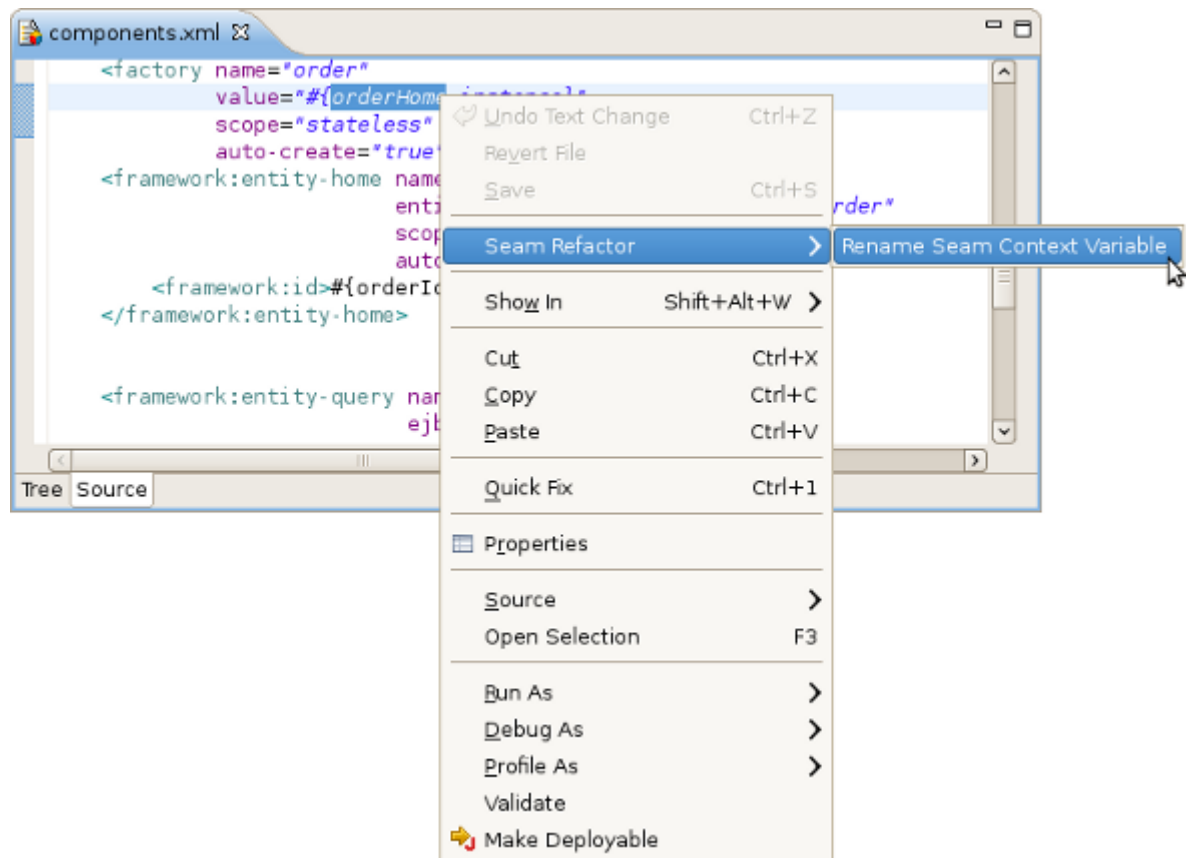 components.xml
<factory name="order"
value="#{orderHome.instance}"
scope="stateless"
auto-create="true"
<framework:entity-home name
rder"
<framework:id>#{orderId
</framework:entity-home>
<framework:entity-query
Tree Source
Undo Text Change Ctrl+Z
Revert File
Save Ctrl+S
Seam Refactor
Rename Seam Context Variable
Show In Shift+Alt+W
Cut Ctrl+X
Copy Ctrl+C
Paste Ctrl+V
Quick Fix Ctrl+1
Properties
Source
Open Selection F3
Run As
Debug As
Profile As
Validate
Make Deployable